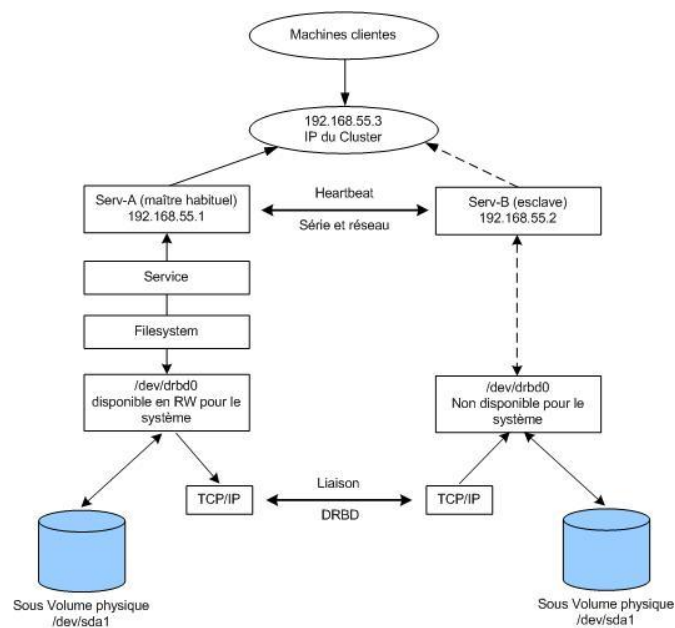 Machines clientes
192.168.55.3
IP du Cluster
Serv-A (maître habituel)
192.168.55.1
Heartbeat
Série et réseau
Serv-B (esclave)
192.168.55.2
Service
Filesystem
/dev/drbd0
disponible en RW pour le
système
/dev/drbd0
Non disponible pour le
système
TCP/IP
Liaison
DRBD
TCP/IP
Sous Volume physique
/dev/sda1
Sous Volume physique
/dev/sda1